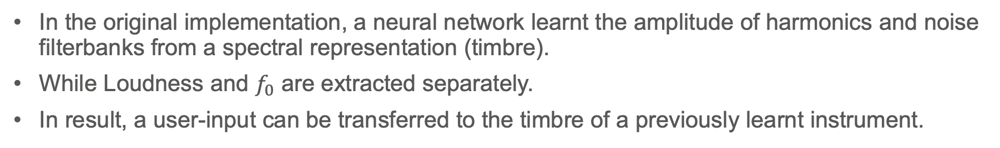 • In the original implementation, a neural network learnt the amplitude of harmonics and noise
filterbanks from a spectral representation (timbre).
• While Loudness and f₀ are extracted separately.
• In result, a user-input can be transferred to the timbre of a previously learnt instrument.